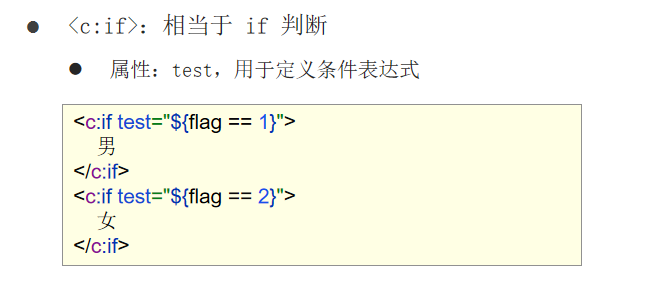 ● <c:if>：相当于 if 判断
● 属性：test，用于定义条件表达式
<c:if test="${flag == 1}">
男
</c:if>
<c:if test="${flag == 2}">
女
</c:if>